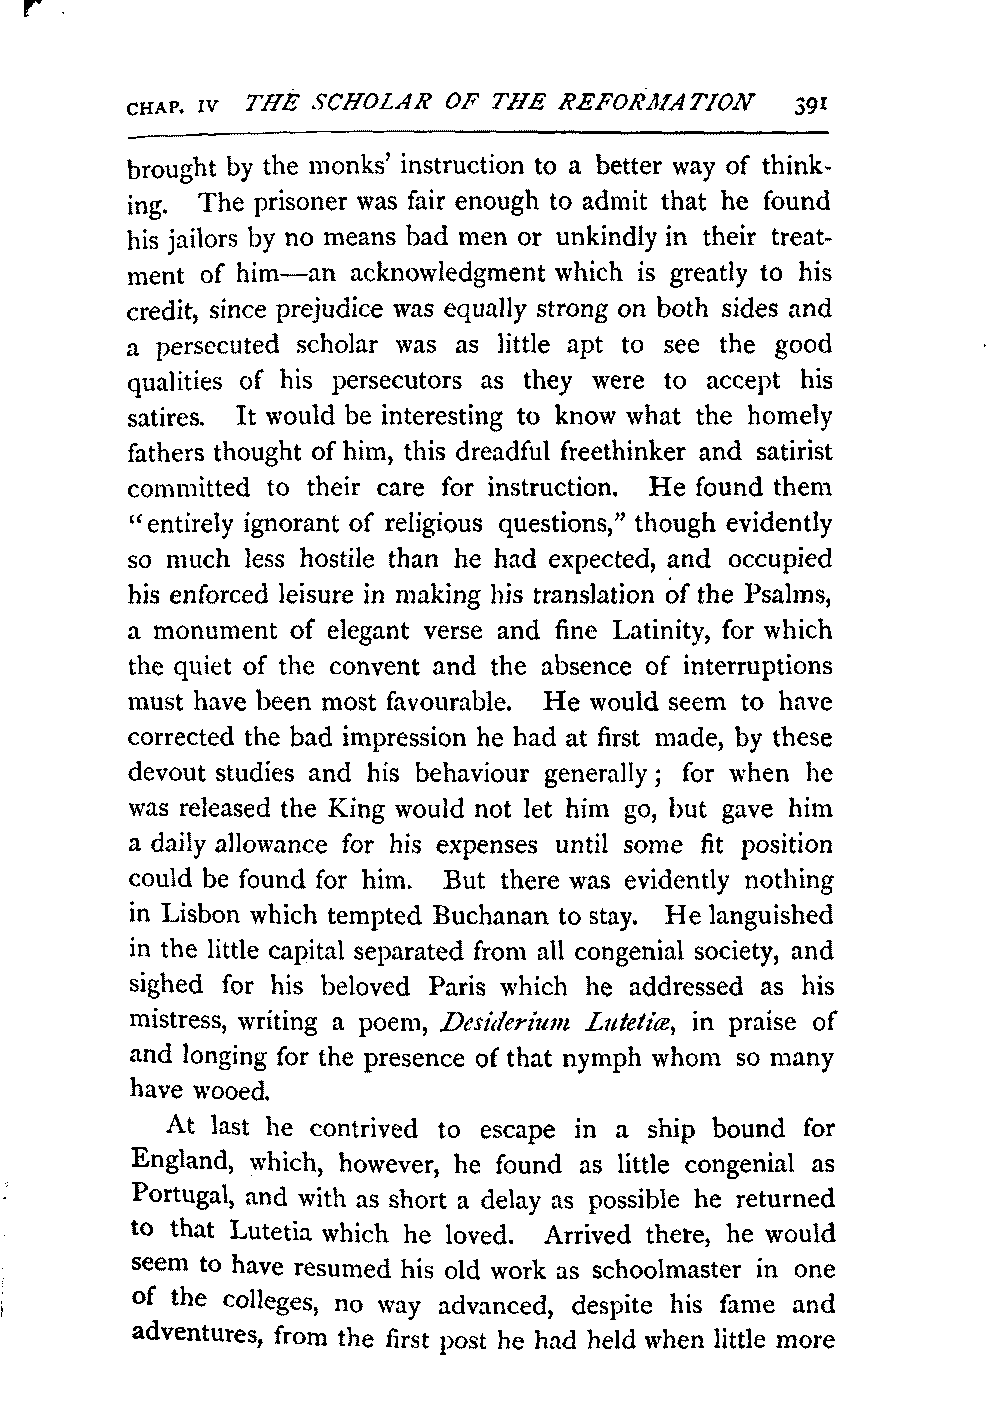 CHAP. IV THE SCHOLAR OF THE REFORMATION 391
brought by the monks' instruction to a better way of think-
ing. The prisoner was fair enough to admit that he found
his jailors by no means bad men or unkindly in their treat-
ment of him—an acknowledgment which is greatly to his
credit, since prejudice was equally strong on both sides and
a persecuted scholar was as little apt to see the good
qualities of his persecutors as they were to accept his
satires. It would be interesting to know what the homely
fathers thought of him, this dreadful freethinker and satirist
committed to their care for instruction. He found them
“entirely ignorant of religious questions,” though evidently
so much less hostile than he had expected, and occupied
his enforced leisure in making his translation of the Psalms,
a monument of elegant verse and fine Latinity, for which
the quiet of the convent and the absence of interruptions
must have been most favourable. He would seem to have
corrected the bad impression he had at first made, by these
devout studies and his behaviour generally; for when he
was released the King would not let him go, but gave him
a daily allowance for his expenses until some fit position
could be found for him. But there was evidently nothing
in Lisbon which tempted Buchanan to stay. He languished
in the little capital separated from all congenial society, and
sighed for his beloved Paris which he addressed as his
mistress, writing a poem, Desiderium Lutetiæ, in praise of
and longing for the presence of that nymph whom so many
have wooed.
At last he contrived to escape in a ship bound for
England, which, however, he found as little congenial as
Portugal, and with as short a delay as possible he returned
to that Lutetia which he loved. Arrived there, he would
seem to have resumed his old work as schoolmaster in one
of the colleges, no way advanced, despite his fame and
adventures, from the first post he had held when little more